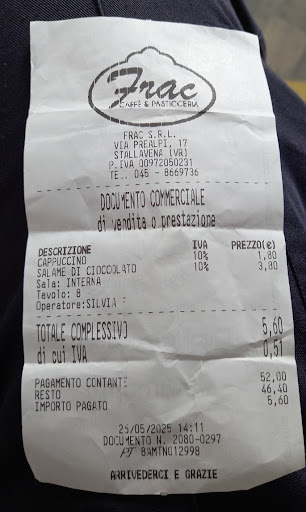 Frac
CAFFÈ & PASTICCERIA
FRAC S.R.L.
VIA PREALPI, 17
STALLAVENA (VR)
P.IVA 00972050231
TE.. 045 - 8669736
DOCUMENTO COMMERCIALE
di vendita o prestazione
DESCRIZIONE IVA PREZZO(€)
CAPPUCCINO 10% 1,80
SALAME DI CIOCCOLATO 10% 3,80
Sala: INTERNA
Tavolo: 8
Operatore:SILVIA
TOTALE COMPLESSIVO 5,60
di cui IVA 0,51
PAGAMENTO CONTANTE 52,00
RESTO 46,40
IMPORTO PAGATO 5,60
25/05/2025 14:11
DOCUMENTO N. 2080-0297
8AMTN012998
ARRIVEDERCI E GRAZIE